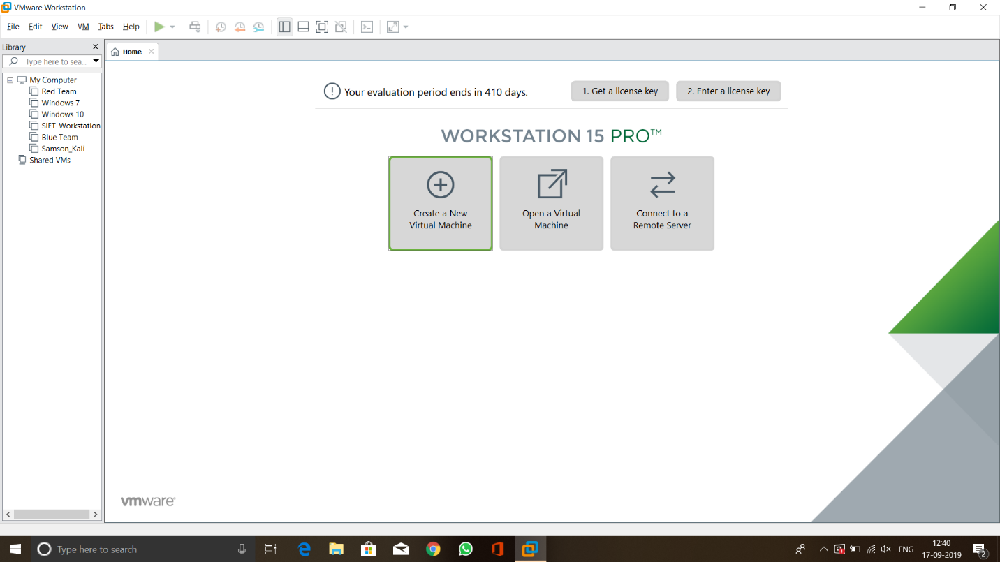 VMware Workstation
File Edit View VM Tabs Help
Library
Type here to sea...
My Computer
Red Team
Windows 7
Windows 10
SIFT-Workstation
Blue Team
Samson_Kali
Shared VMs
Home
Your evaluation period ends in 410 days.
1. Get a license key
2. Enter a license key
WORKSTATION 15 PRO™
Create a New
Virtual Machine
Open a Virtual
Machine
Connect to a
Remote Server
vmware®
Type here to search
ENG
12:40
17-09-2019
2